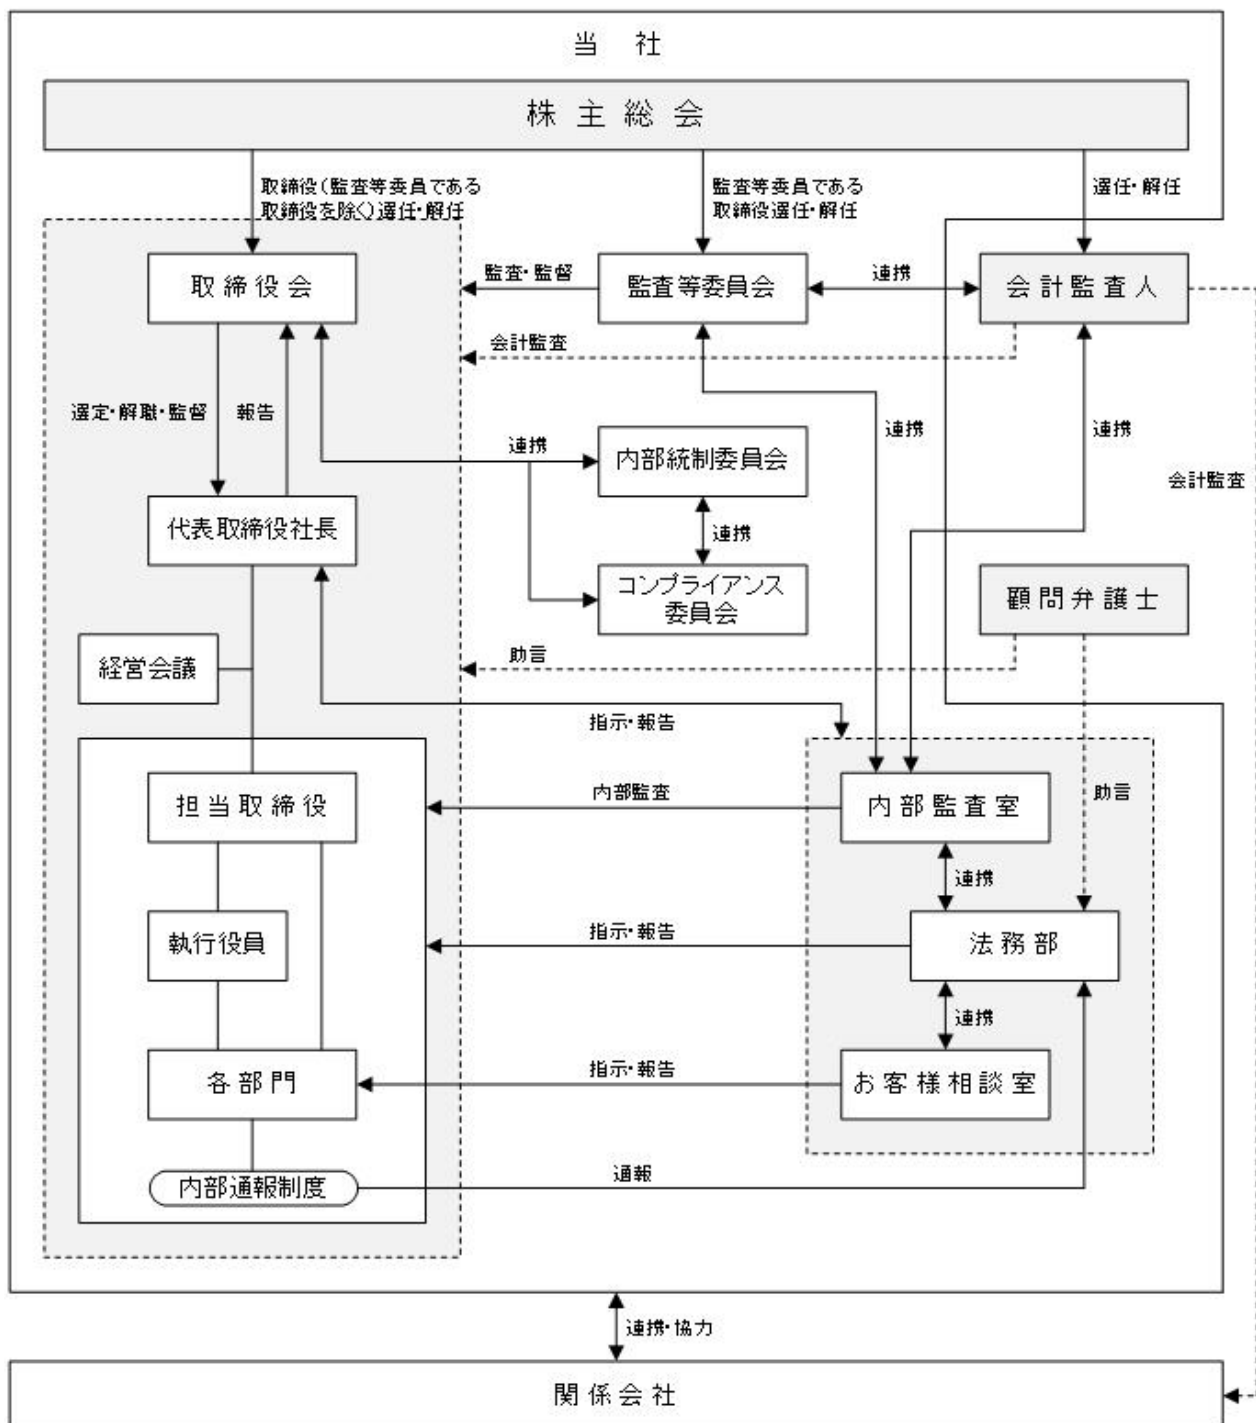 当 社
株 主 総 会
取締役(監査等委員である
取締役を除く)選任・解任
監査等委員である
取締役選任・解任
選任・解任
取 締 役 会
監査・監督
監査等委員会
連携
会 計 監 査 人
会計監査
選定・解職・監督
報告
連携
連携
連携
内部統制委員会
会計監査
代表取締役社長
連携
コンプライアンス
委員会
顧 問 弁 護 士
経営会議
助言
指示・報告
担 当 取 締 役
内部監査
内 部 監 査 室
助言
連携
執行役員
指示・報告
法 務 部
連携
各 部 門
指示・報告
お 客 様 相 談 室
内部通報制度
通報
連携・協力
関 係 会 社